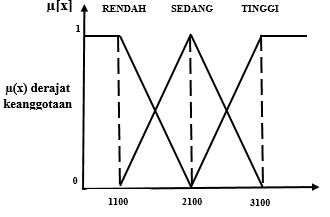 μ[x]
RENDAH SEDANG TINGGI
1
μ(x) derajat
keanggotaan
0
1100 2100 3100